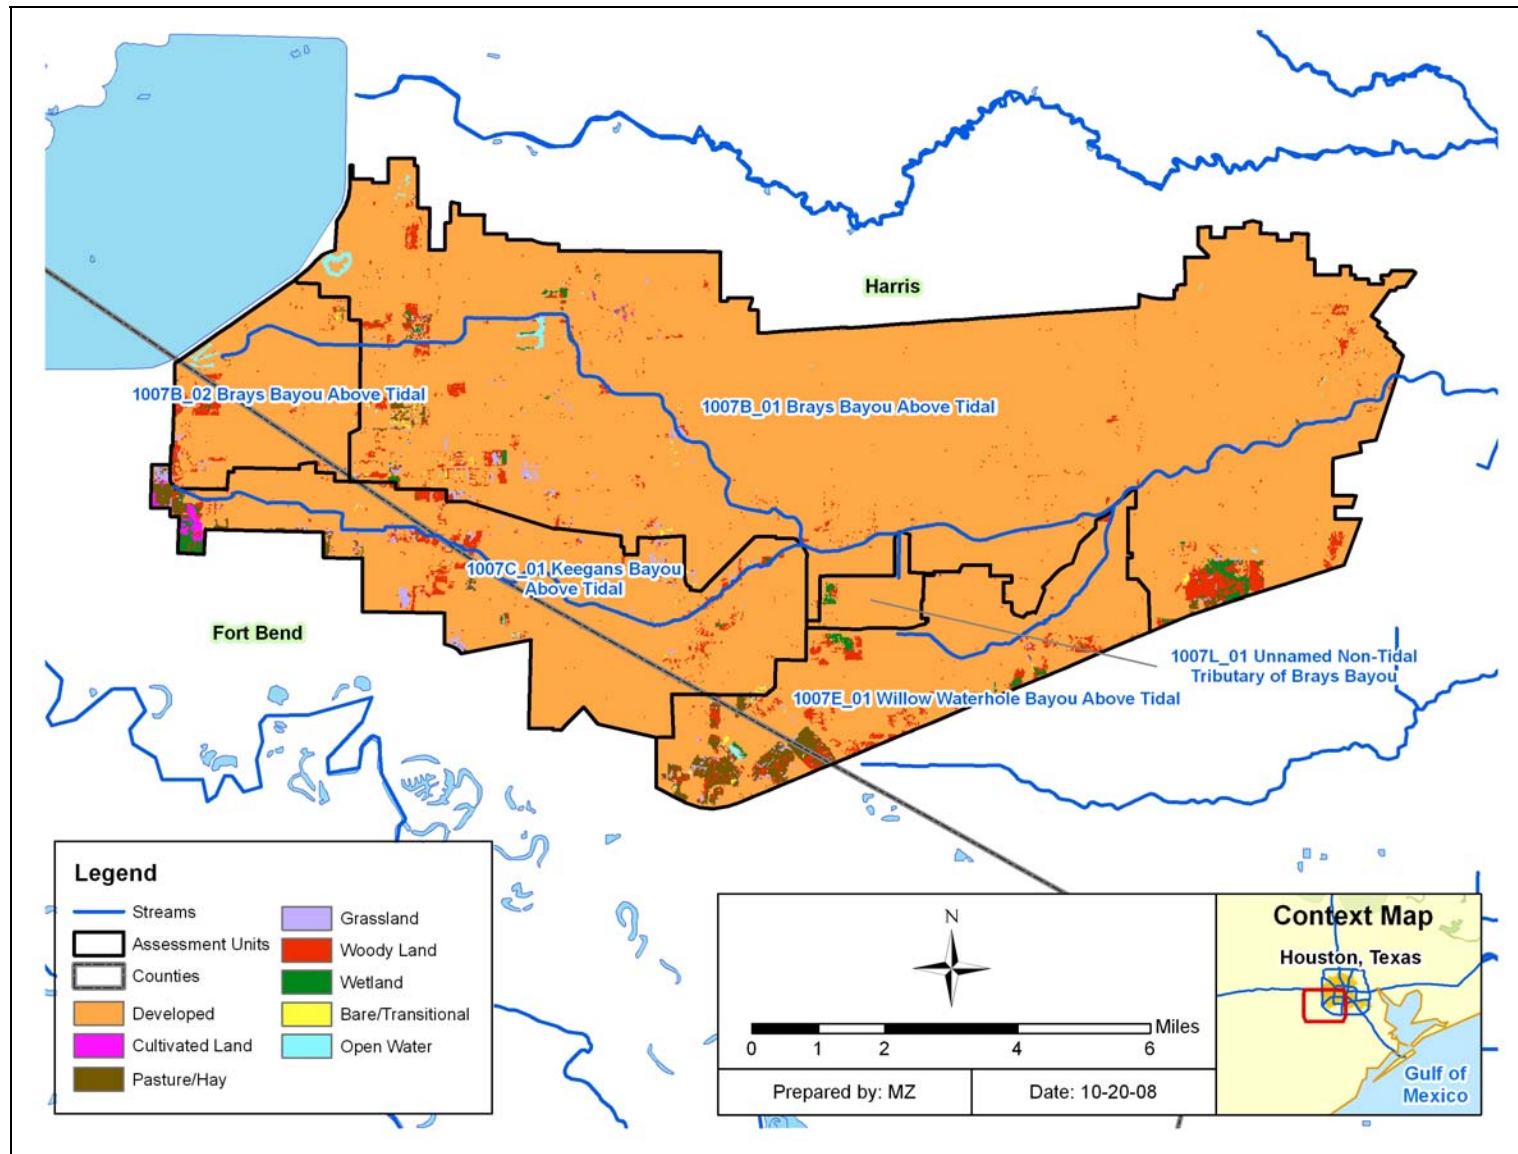 Harris
1007B_02 Brays Bayou Above Tidal
1007B_01 Brays Bayou Above Tidal
1007C_01 Keegans Bayou
Above Tidal
Fort Bend
1007L_01 Unnamed Non-Tidal
Tributary of Brays Bayou
1007E_01 Willow Waterhole Bayou Above Tidal
Legend
Streams
Assessment Units
Counties
Developed
Cultivated Land
Pasture/Hay
Grassland
Woody Land
Wetland
Bare/Transitional
Open Water
N
Miles
0 1 2 4 6
Prepared by: MZ
Date: 10-20-08
Context Map
Houston, Texas
Gulf of
Mexico